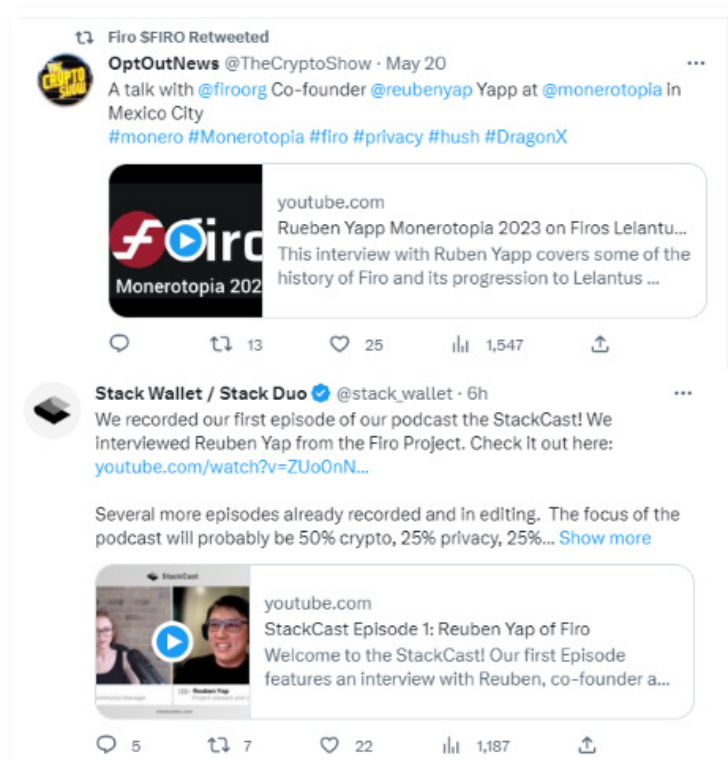 Firo $FIRO Retweeted
OptOutNews @TheCryptoShow · May 20
A talk with @firoorg Co-founder @reubenyap Yapp at @monerotopia in
Mexico City
#monero #Monerotopia #firo #privacy #hush #DragonX
THE CRYPTO SHOW
Firo
Monerotopia 202
youtube.com
Rueben Yapp Monerotopia 2023 on Firos Lelantu...
This interview with Ruben Yapp covers some of the
history of Firo and its progression to Lelantus ...
13 25 1,547
Stack Wallet / Stack Duo @stack_wallet · 6h
We recorded our first episode of our podcast the StackCast! We
interviewed Reuben Yap from the Firo Project. Check it out here:
youtube.com/watch?v=ZUo0nN...
Several more episodes already recorded and in editing. The focus of the
podcast will probably be 50% crypto, 25% privacy, 25%... Show more
StackCast
Reuben Yap
youtube.com
StackCast Episode 1: Reuben Yap of Firo
Welcome to the StackCast! Our first Episode
features an interview with Reuben, co-founder a...
5 7 22 1,187